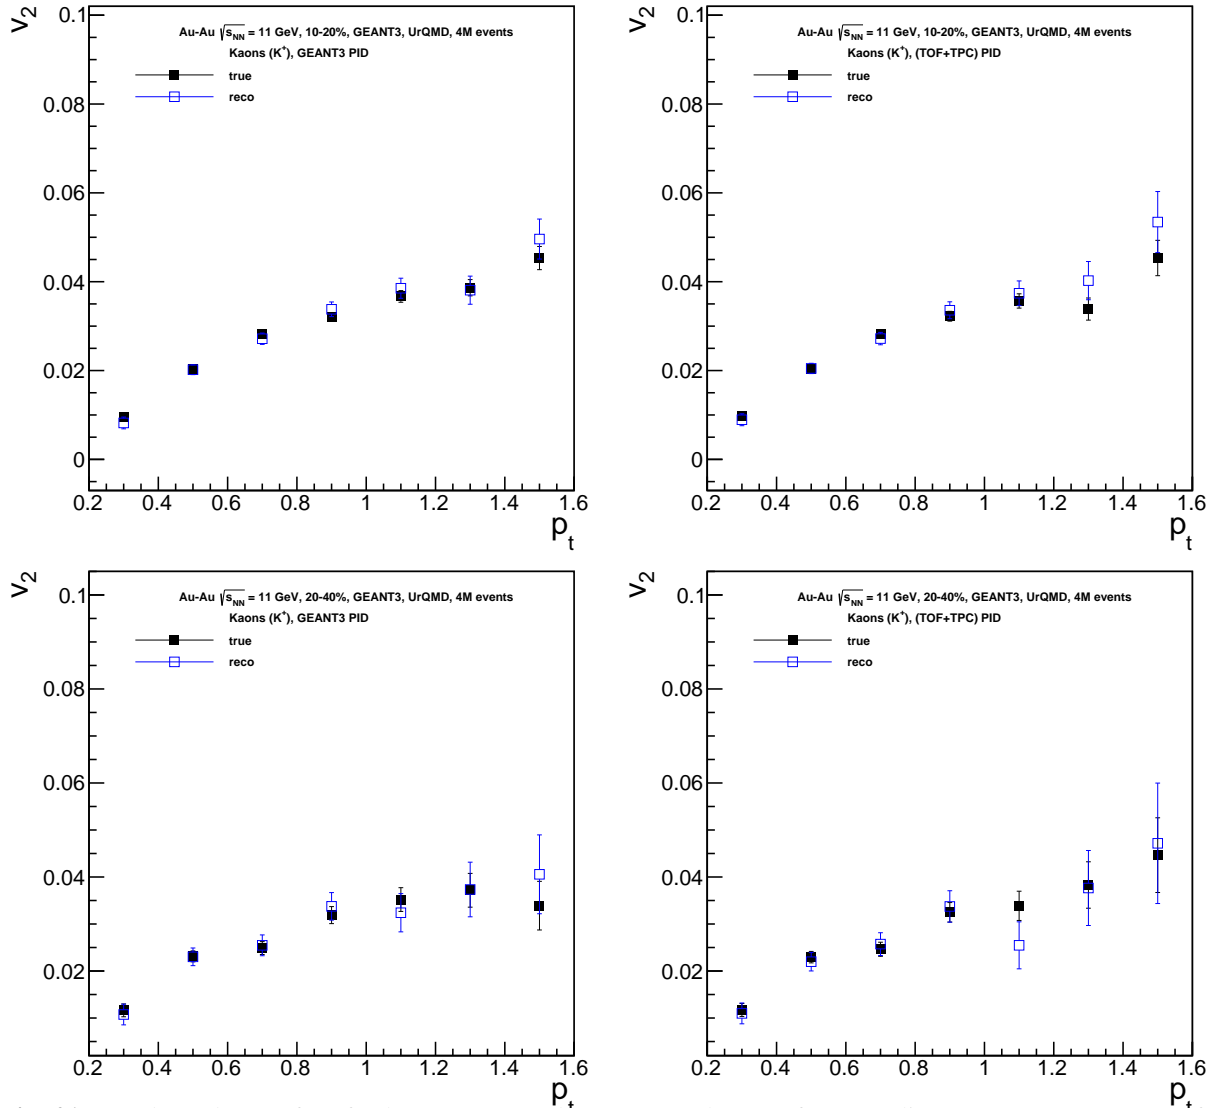 v2
0.1
0.08
0.06
0.04
0.02
0
0.2 0.4 0.6 0.8 1 1.2 1.4 1.6
pt
Au-Au √sNN = 11 GeV, 10-20%, GEANT3, UrQMD, 4M events
Kaons (K+), GEANT3 PID
true
reco
v2
0.1
0.08
0.06
0.04
0.02
0
0.2 0.4 0.6 0.8 1 1.2 1.4 1.6
pt
Au-Au √sNN = 11 GeV, 10-20%, GEANT3, UrQMD, 4M events
Kaons (K+), (TOF+TPC) PID
true
reco
v2
0.1
0.08
0.06
0.04
0.02
0.2 0.4 0.6 0.8 1 1.2 1.4 1.6
pt
Au-Au √sNN = 11 GeV, 20-40%, GEANT3, UrQMD, 4M events
Kaons (K+), GEANT3 PID
true
reco
v2
0.1
0.08
0.06
0.04
0.02
0.2 0.4 0.6 0.8 1 1.2 1.4 1.6
pt
Au-Au √sNN = 11 GeV, 20-40%, GEANT3, UrQMD, 4M events
Kaons (K+), (TOF+TPC) PID
true
reco